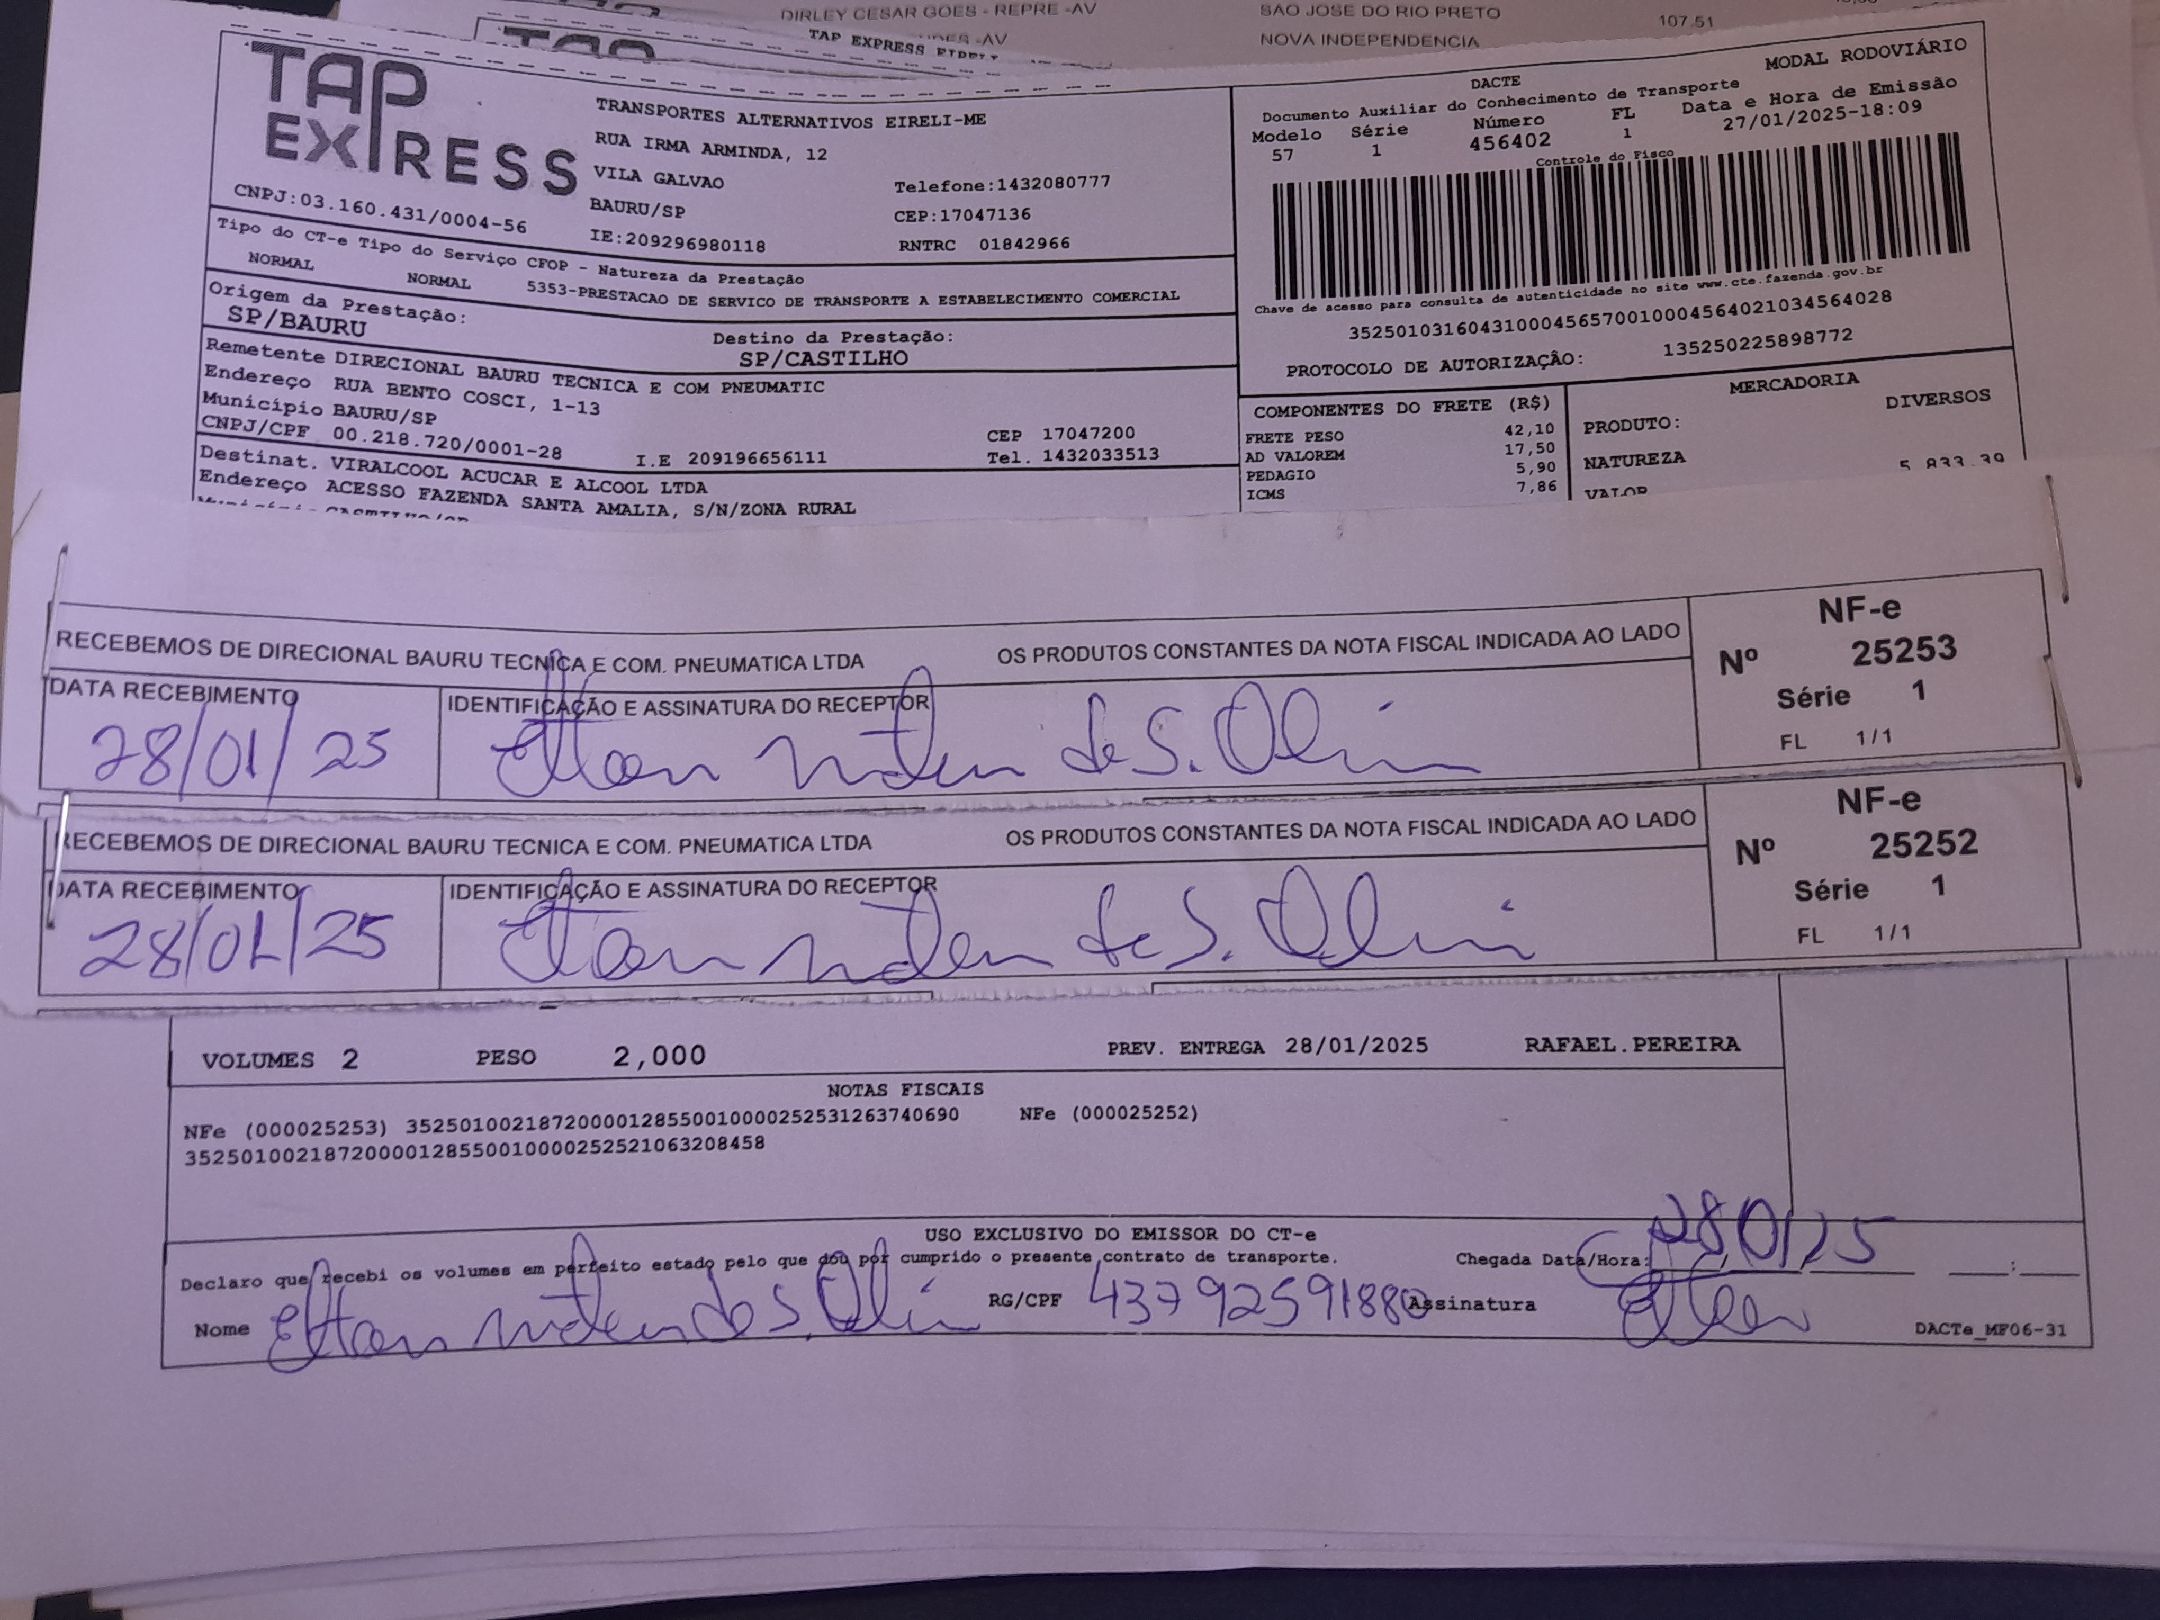 DIRLEY CESAR GOES - REPRE -AV SAO JOSE DO RIO PRETO 107,51
-AV NOVA INDEPENDENCIA
TAP EXPRESS
TAP EXPRESS
CNPJ:03.160.431/0004-56
TRANSPORTES ALTERNATIVOS EIRELI-ME
RUA IRMA ARMINDA, 12
VILA GALVAO Telefone:1432080777
BAURU/SP CEP:17047136
IE:209296980118 RNTRC 01842966
DACTE MODAL RODOVIÁRIO
Documento Auxiliar do Conhecimento de Transporte
Modelo Série Número FL Data e Hora de Emissão
57 1 456402 1 27/01/2025-18:09
Controle do Fisco
Chave de acesso para consulta de autenticidade no site www.cte.fazenda.gov.br
35250103160431000456570010004564021034564028
PROTOCOLO DE AUTORIZAÇÂO: 135250225898772
Tipo do CT-e Tipo do Serviço CFOP - Natureza da Prestação
NORMAL NORMAL 5353-PRESTACAO DE SERVICO DE TRANSPORTE A ESTABELECIMENTO COMERCIAL
Origem da Prestação: Destino da Prestação:
SP/BAURU SP/CASTILHO
Remetente DIRECIONAL BAURU TECNICA E COM PNEUMATIC
Endereço RUA BENTO COSCI, 1-13
Município BAURU/SP CEP 17047200
CNPJ/CPF 00.218.720/0001-28 I.E 209196656111 Tel. 1432033513
Destinat. VIRALCOOL ACUCAR E ALCOOL LTDA
Endereço ACESSO FAZENDA SANTA AMALIA, S/N/ZONA RURAL
COMPONENTES DO FRETE (R$)
FRETE PESO 42,10
AD VALOREM 17,50
PEDAGIO 5,90
ICMS 7,86
MERCADORIA
PRODUTO: DIVERSOS
NATUREZA
VALOR 5.833,39
RECEBEMOS DE DIRECIONAL BAURU TECNICA E COM. PNEUMATICA LTDA OS PRODUTOS CONSTANTES DA NOTA FISCAL INDICADA AO LADO
DATA RECEBIMENTO IDENTIFICAÇÃO E ASSINATURA DO RECEPTOR
28/01/25 de S.
NF-e
Nº 25253
Série 1
FL 1/1
RECEBEMOS DE DIRECIONAL BAURU TECNICA E COM. PNEUMATICA LTDA OS PRODUTOS CONSTANTES DA NOTA FISCAL INDICADA AO LADO
DATA RECEBIMENTO IDENTIFICAÇÃO E ASSINATURA DO RECEPTOR
28/01/25 de S.
NF-e
Nº 25252
Série 1
FL 1/1
VOLUMES 2 PESO 2,000 PREV. ENTREGA 28/01/2025 RAFAEL.PEREIRA
NOTAS FISCAIS
NFe (000025253) 35250100218720000128550010000252531263740690 NFe (000025252)
35250100218720000128550010000252521063208458
USO EXCLUSIVO DO EMISSOR DO CT-e
Declaro que recebi os volumes em perfeito estado pelo que dou por cumprido o presente contrato de transporte. Chegada Data/Hora: 28/01/25 :
Nome de S. RG/CPF 43792591880 Assinatura
DACTe_MF06-31